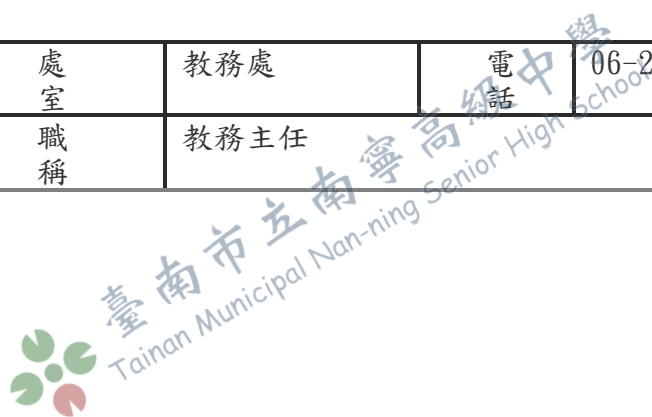 處室 教務處 電話 06-2
職稱 教務主任
臺南市立南寧高級中學
Tainan Municipal Nan-ning Senior High School